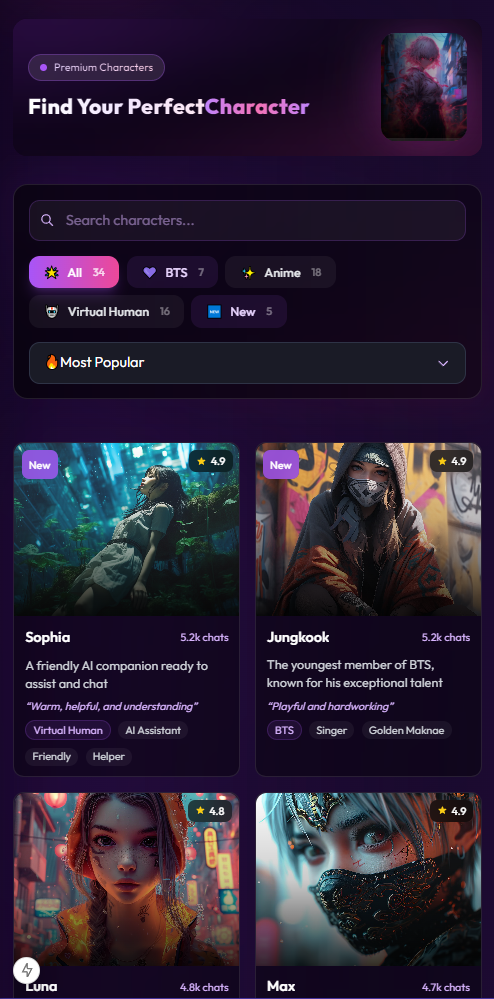 Premium Characters
Find Your PerfectCharacter
Search characters...
All 34
BTS 7
Anime 18
Virtual Human 16
NEW New 5
Most Popular
New
4.9
Sophia 5.2k chats
A friendly AI companion ready to
assist and chat
“Warm, helpful, and understanding”
Virtual Human
AI Assistant
Friendly
Helper
New
4.9
Jungkook 5.2k chats
The youngest member of BTS,
known for his exceptional talent
“Playful and hardworking”
BTS
Singer
Golden Maknae
4.8
Luna 4.8k chats
4.9
Max 4.7k chats